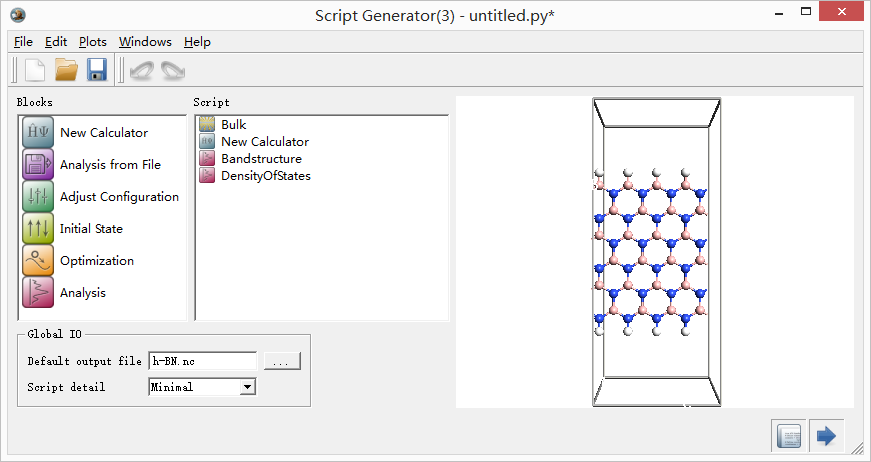 Script Generator(3) - untitled.py*
File Edit Plots Windows Help
Blocks
New Calculator
Analysis from File
Adjust Configuration
Initial State
Optimization
Analysis
Script
Bulk
New Calculator
Bandstructure
DensityOfStates
Global IO
Default output file h-BN.nc ...
Script detail Minimal